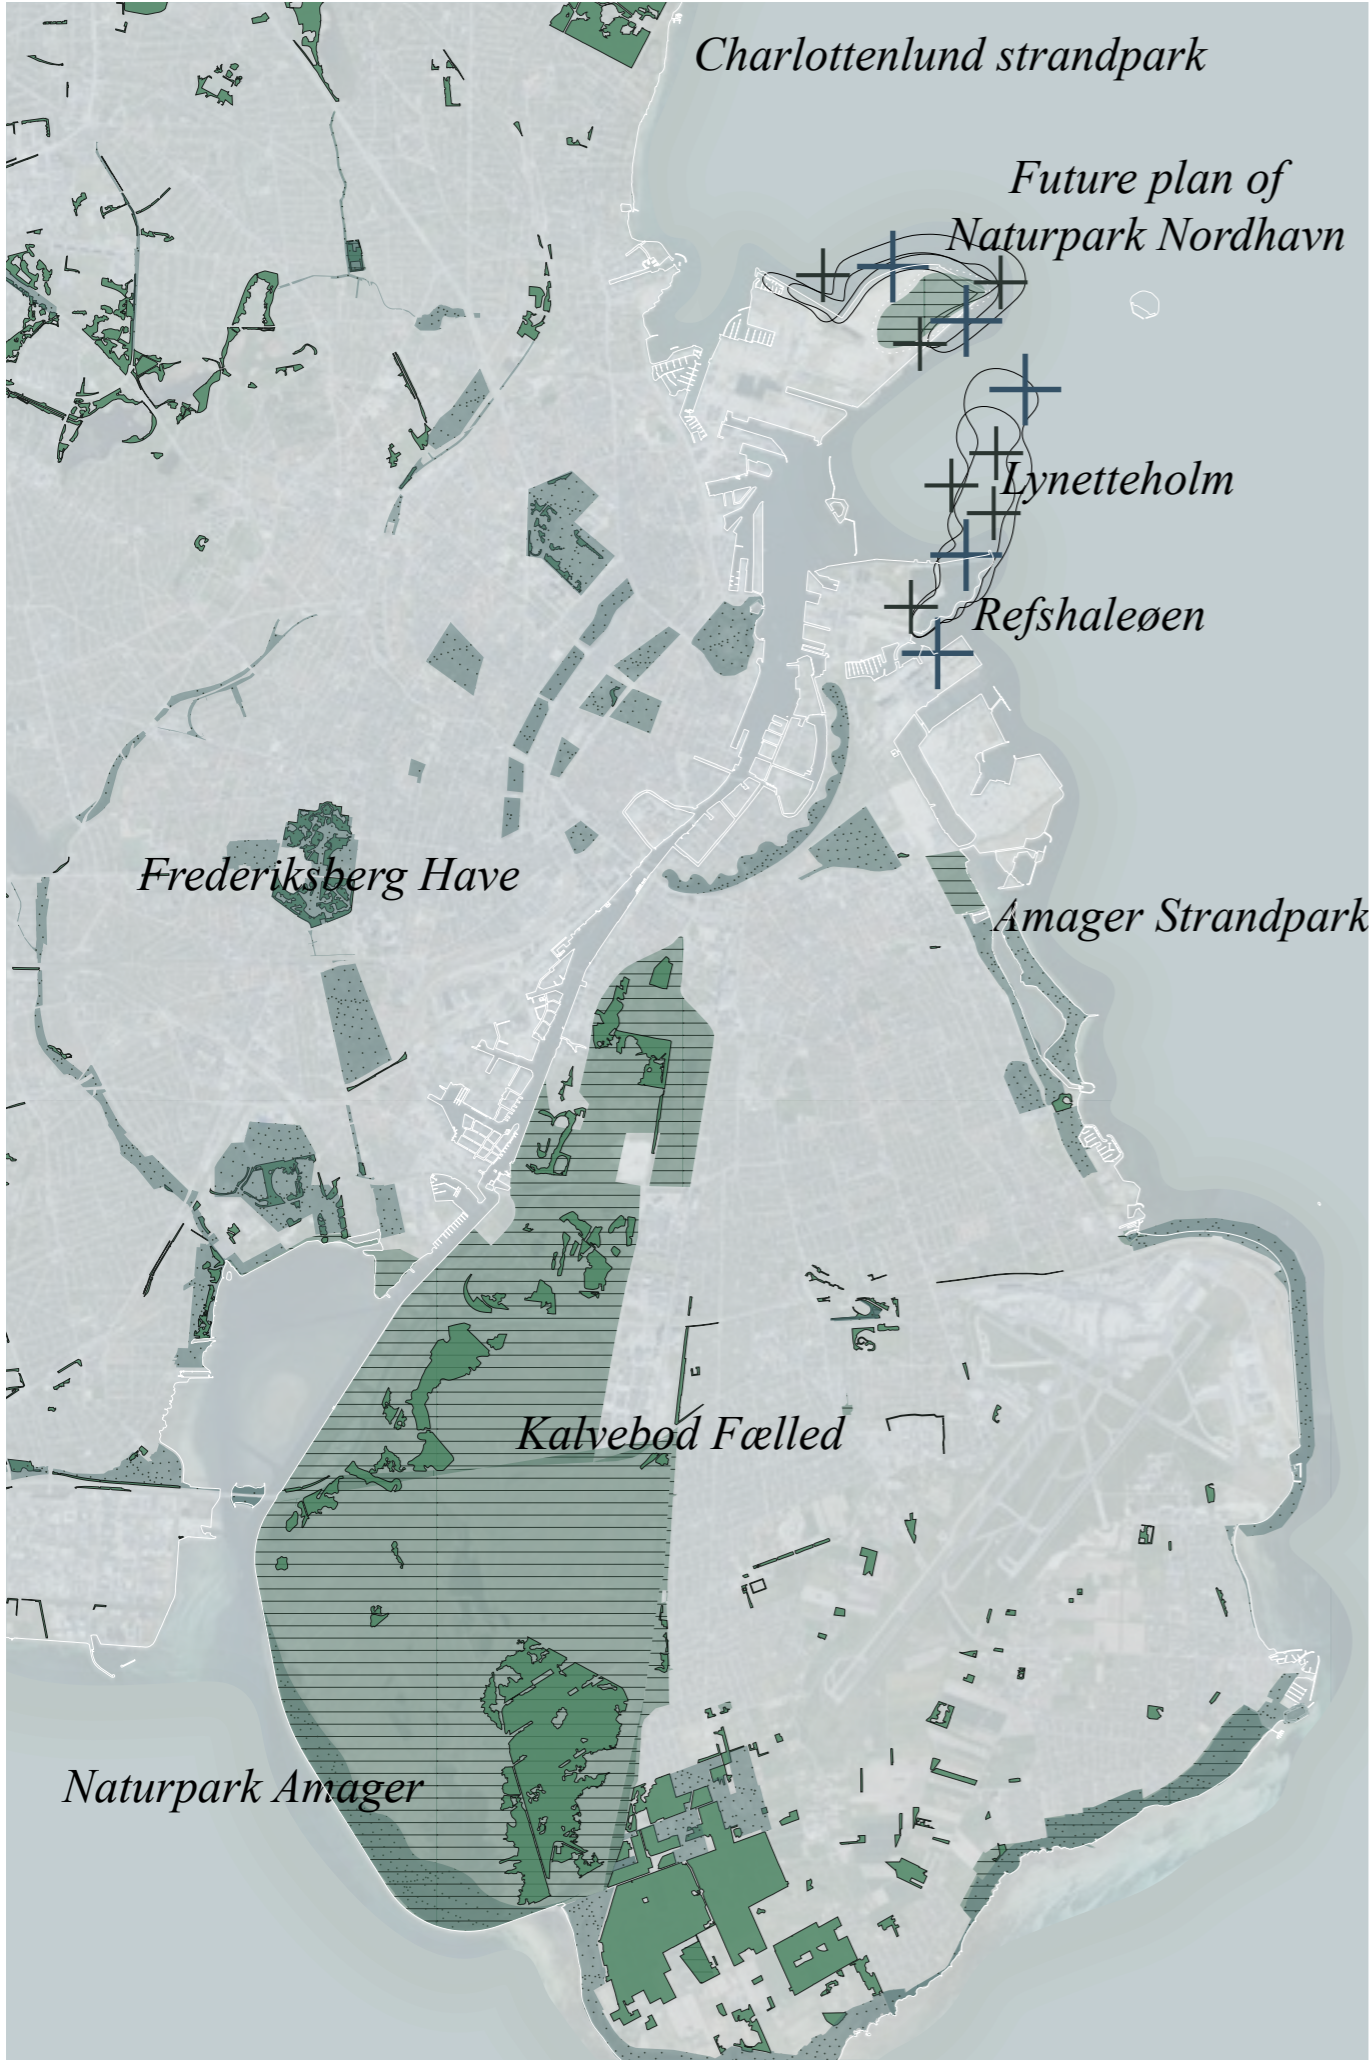 Charlottenlund strandpark
Future plan of
Naturpark Nordhavn
Lynetteholm
Refshaleøen
Frederiksberg Have
Amager Strandpark
Kalvebod Fælled
Naturpark Amager